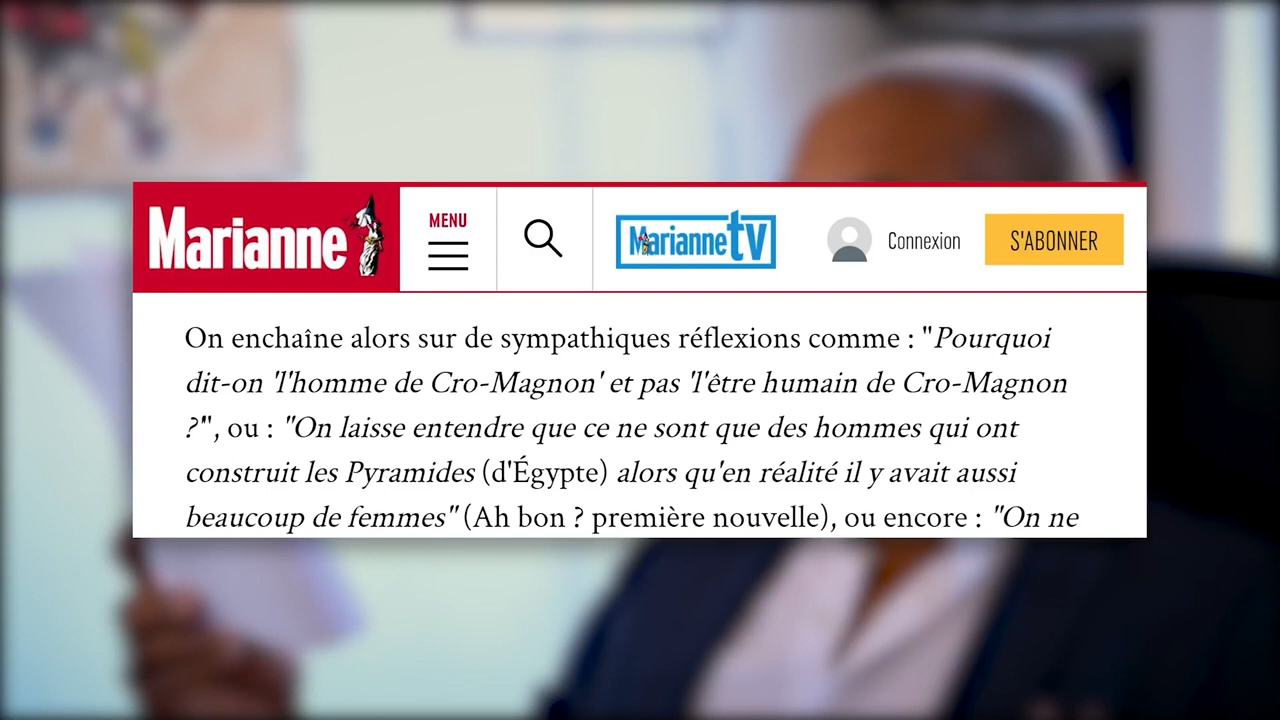 Marianne
MENU
Marianne tv
Connexion
S'ABONNER
On enchaîne alors sur de sympathiques réflexions comme : "Pourquoi
dit-on 'l'homme de Cro-Magnon' et pas 'l'être humain de Cro-Magnon
?'", ou : "On laisse entendre que ce ne sont que des hommes qui ont
construit les Pyramides (d'Égypte) alors qu'en réalité il y avait aussi
beaucoup de femmes" (Ah bon ? première nouvelle), ou encore : "On ne